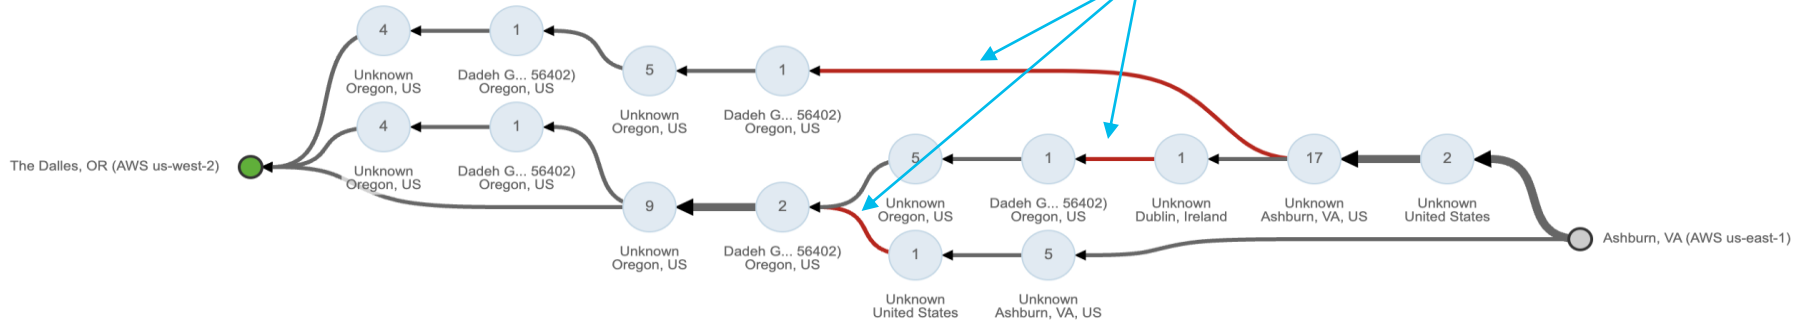 4
1
Unknown
Oregon, US
Dadeh G... 56402)
Oregon, US
5
1
Unknown
Oregon, US
Dadeh G... 56402)
Oregon, US
4
1
Unknown
Oregon, US
Dadeh G... 56402)
Oregon, US
The Dalles, OR (AWS us-west-2)
5
1
1
17
2
Unknown
Oregon, US
Dadeh G... 56402)
Oregon, US
Unknown
Dublin, Ireland
Unknown
Ashburn, VA, US
Unknown
United States
9
2
Unknown
Oregon, US
Dadeh G... 56402)
Oregon, US
Ashburn, VA (AWS us-east-1)
1
5
Unknown
United States
Unknown
Ashburn, VA, US